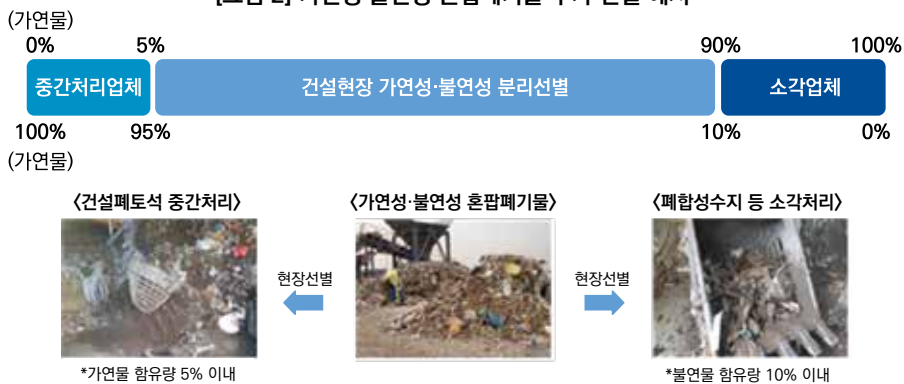 (가연물)
0% 5% 90% 100%
중간처리업체 건설현장 가연성·불연성 분리선별 소각업체
100% 95% 10% 0%
(가연물)
〈건설폐토석 중간처리〉 〈가연성·불연성 혼팝폐기물〉 〈폐합성수지 등 소각처리〉
현장선별 현장선별
*가연물 함유량 5% 이내 *불연물 함유량 10% 이내